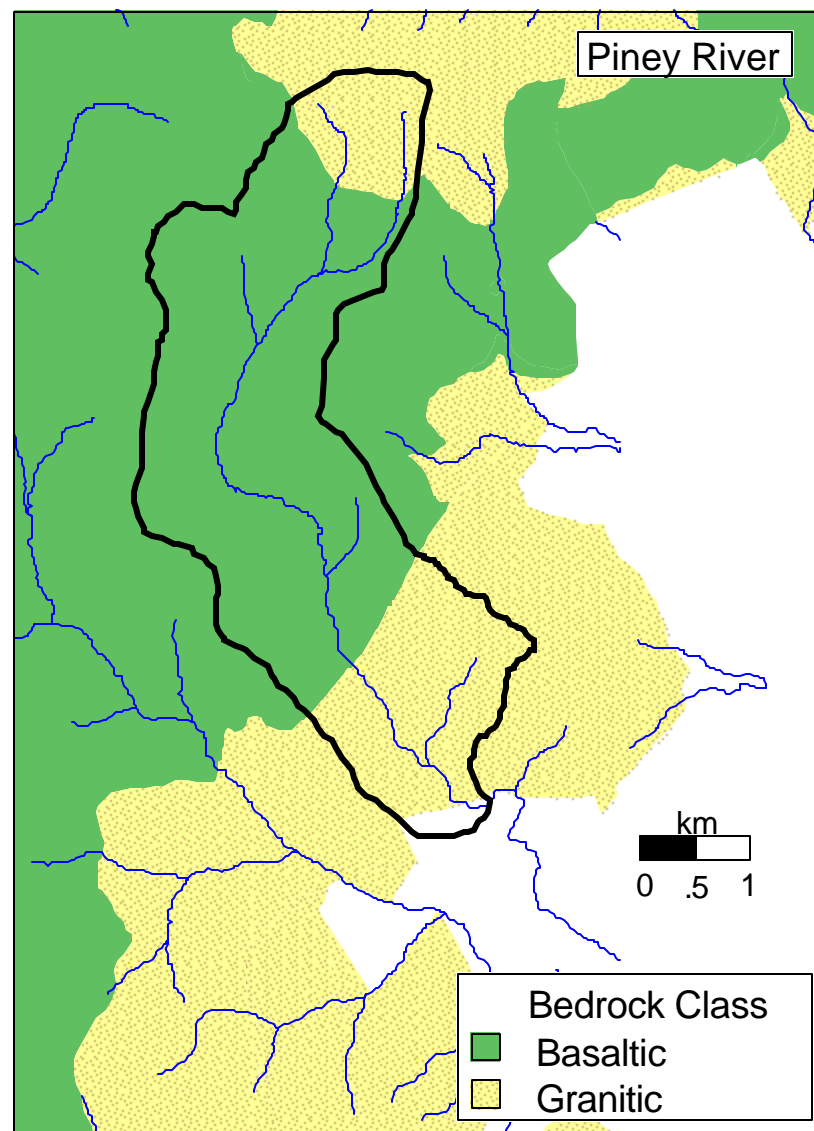 Piney River
km
0 .5 1
Bedrock Class
Basaltic
Granitic